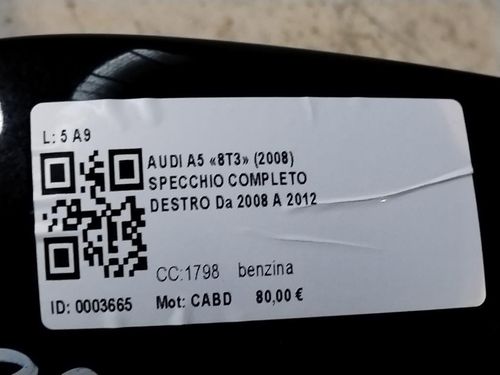 L: 5 A9
AUDI A5 «8T3» (2008)
SPECCHIO COMPLETO
DESTRO Da 2008 A 2012
CC:1798 benzina
ID: 0003665 Mot: CABD 80,00 €